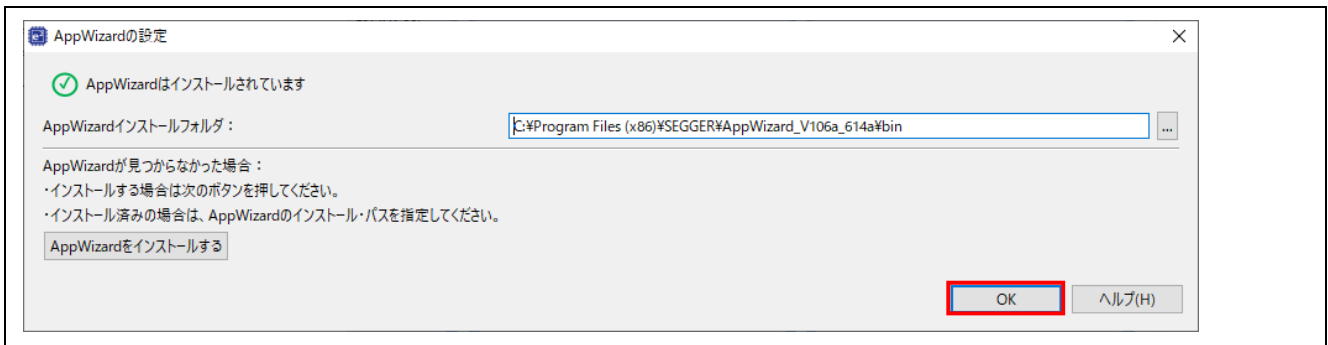 AppWizardの設定
AppWizardはインストールされています
AppWizardインストールフォルダ：
C:¥Program Files (x86)¥SEGGER¥AppWizard_V106a_614a¥bin
...
AppWizardが見つからなかった場合：
・インストールする場合は次のボタンを押してください。
・インストール済みの場合は、AppWizardのインストール・パスを指定してください。
AppWizardをインストールする
OK
ヘルプ(H)